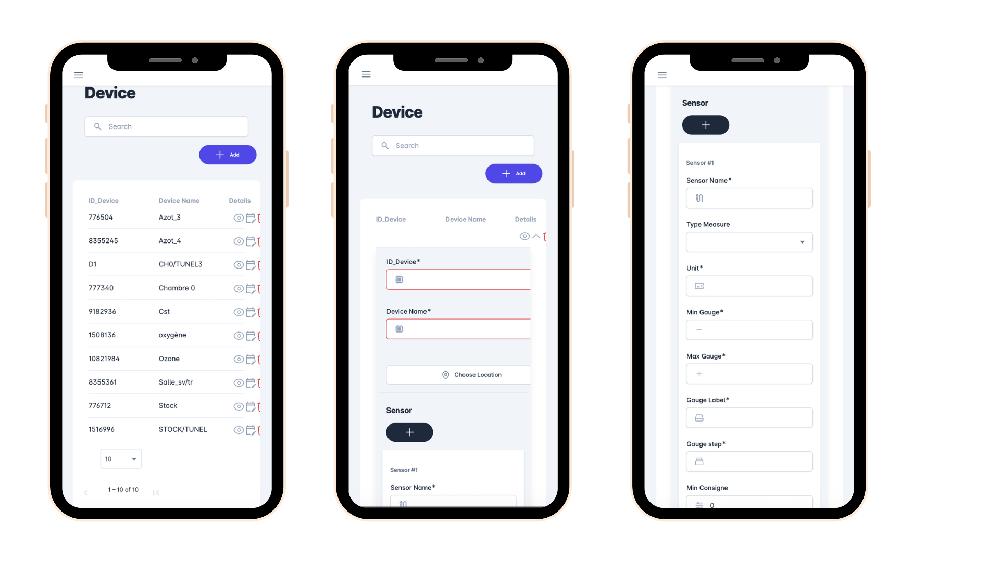 Device
Search
Add
ID_Device Device Name Details
776504 Azot_3
8355245 Azot_4
D1 CH0/TUNEL3
777340 Chambre 0
9182936 Cst
1508136 oxygène
10821984 Ozone
8355361 Salle_sv/tr
776712 Stock
1516996 STOCK/TUNEL
10
1 – 10 of 10
Device
Search
Add
ID_Device Device Name Details
ID_Device*
Device Name*
Choose Location
Sensor
Sensor #1
Sensor Name*
Sensor
Sensor #1
Sensor Name*
Type Measure
Unit*
Min Gauge*
Max Gauge*
Gauge Label*
Gauge step*
Min Consigne
0